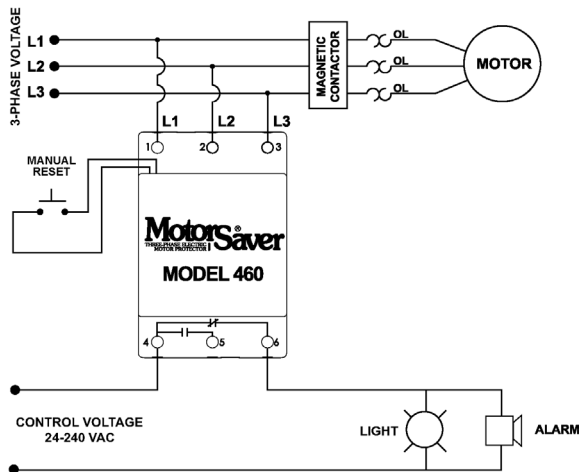 3-PHASE VOLTAGE
L1
L2
L3
MAGNETIC
CONTACTOR
OL
OL
OL
MOTOR
L1
L2
L3
1
2
3
MANUAL
RESET
MotorSaver®
THREE-PHASE ELECTRIC
MOTOR PROTECTOR
MODEL 460
4
5
6
CONTROL VOLTAGE
24-240 VAC
LIGHT
ALARM